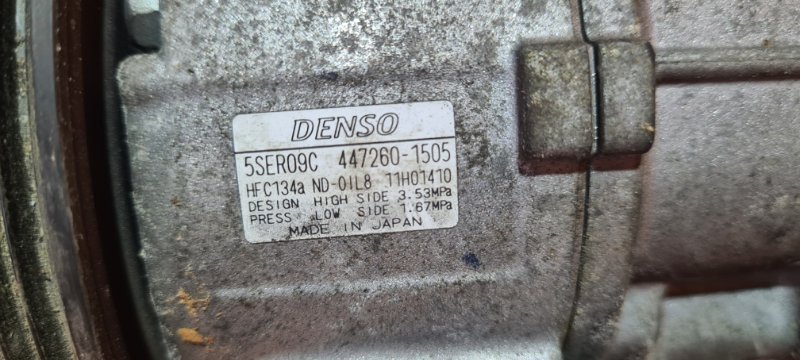 DENSO
5SER09C 447260-1505
HFC134a ND-OIL8 11H01410
DESIGN HIGH SIDE 3.53MPa
PRESS LOW SIDE 1.67MPa
MADE IN JAPAN